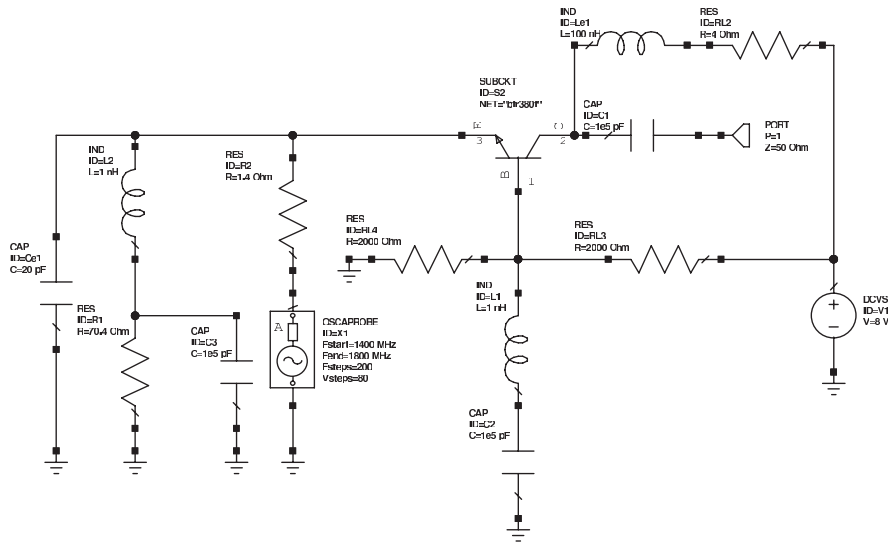 IND
ID=Le1
L=100 nH
RES
ID=RL2
R=4 Ohm
SUBCKT
ID=S2
NET="bfr380f"
CAP
ID=C1
C=1e5 pF
PORT
P=1
Z=50 Ohm
E
3
C
2
B
1
IND
ID=L2
L=1 nH
RES
ID=R2
R=1.4 Ohm
RES
ID=RL4
R=2000 Ohm
RES
ID=RL3
R=2000 Ohm
CAP
ID=Ce1
C=20 pF
RES
ID=R1
R=70.4 Ohm
CAP
ID=C3
C=1e5 pF
A
OSCAPROBE
ID=X1
Fstart=1400 MHz
Fend=1800 MHz
Fsteps=200
Vsteps=80
IND
ID=L1
L=1 nH
DCVS
ID=V1
V=8 V
CAP
ID=C2
C=1e5 pF